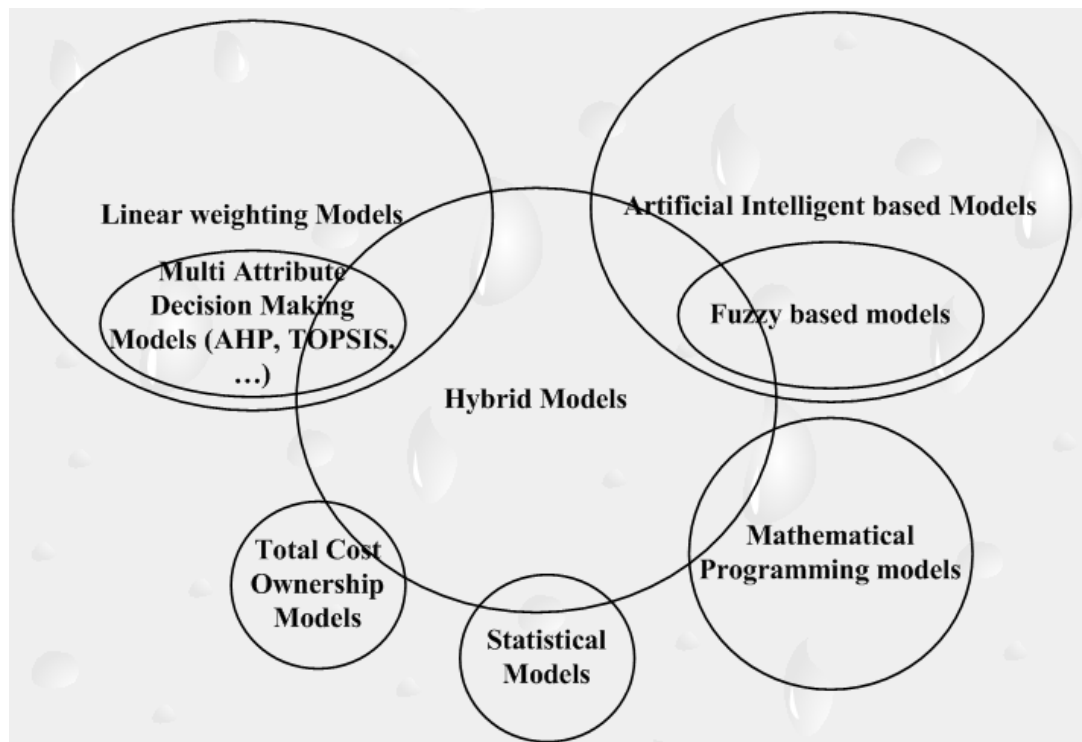 Linear weighting Models
Artificial Intelligent based Models
Multi Attribute
Decision Making
Models (AHP, TOPSIS,
…)
Fuzzy based models
Hybrid Models
Total Cost
Ownership
Models
Statistical
Models
Mathematical
Programming models